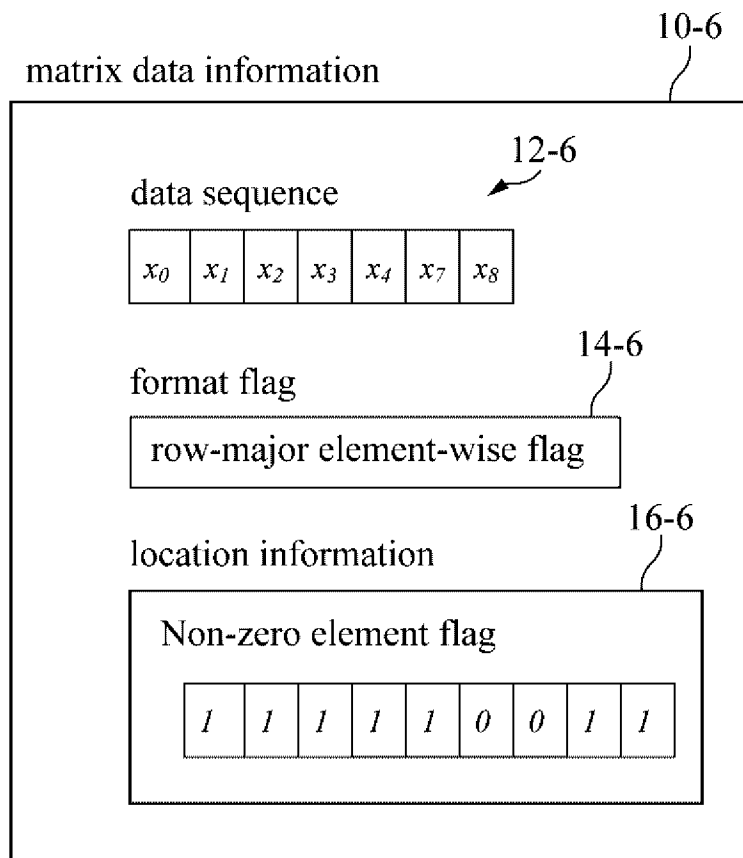 10-6
matrix data information
12-6
data sequence
x0 x1 x2 x3 x4 x7 x8
14-6
format flag
row-major element-wise flag
16-6
location information
Non-zero element flag
1 1 1 1 1 0 0 1 1